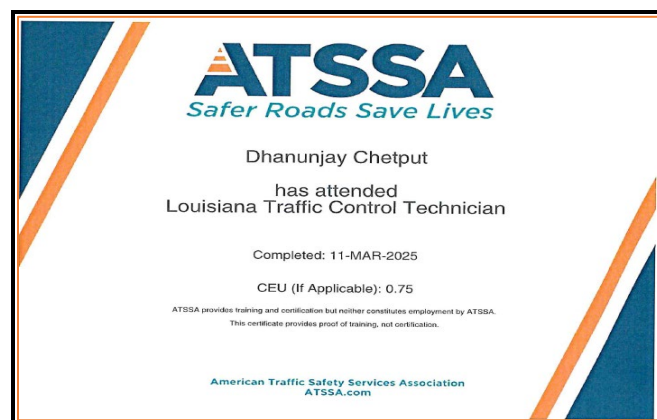 ATSSA
Safer Roads Save Lives
Dhanunjay Chetput
has attended
Louisiana Traffic Control Technician
Completed: 11-MAR-2025
CEU (If Applicable): 0.75
ATSSA provides training and certification but neither constitutes employment by ATSSA.
This certificate provides proof of training, not certification.
American Traffic Safety Services Association
ATSSA.com